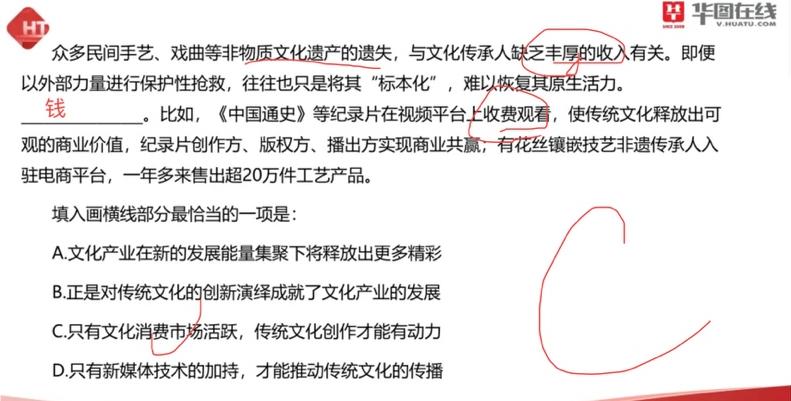 HT
华图在线
V.HUATU.COM
众多民间手艺、戏曲等非物质文化遗产的遗失，与文化传承人缺乏丰厚的收入有关。即便
以外部力量进行保护性抢救，往往也只是将其“标本化”，难以恢复其原生活力。
钱
____________。比如，《中国通史》等纪录片在视频平台上收费观看，使传统文化释放出可
观的商业价值，纪录片创作方、版权方、播出方实现商业共赢；有花丝镶嵌技艺非遗传承人入
驻电商平台，一年多来售出超20万件工艺产品。
填入画横线部分最恰当的一项是：
A.文化产业在新的发展能量集聚下将释放出更多精彩
B.正是对传统文化的创新演绎成就了文化产业的发展
C.只有文化消费市场活跃，传统文化创作才能有动力
D.只有新媒体技术的加持，才能推动传统文化的传播
C